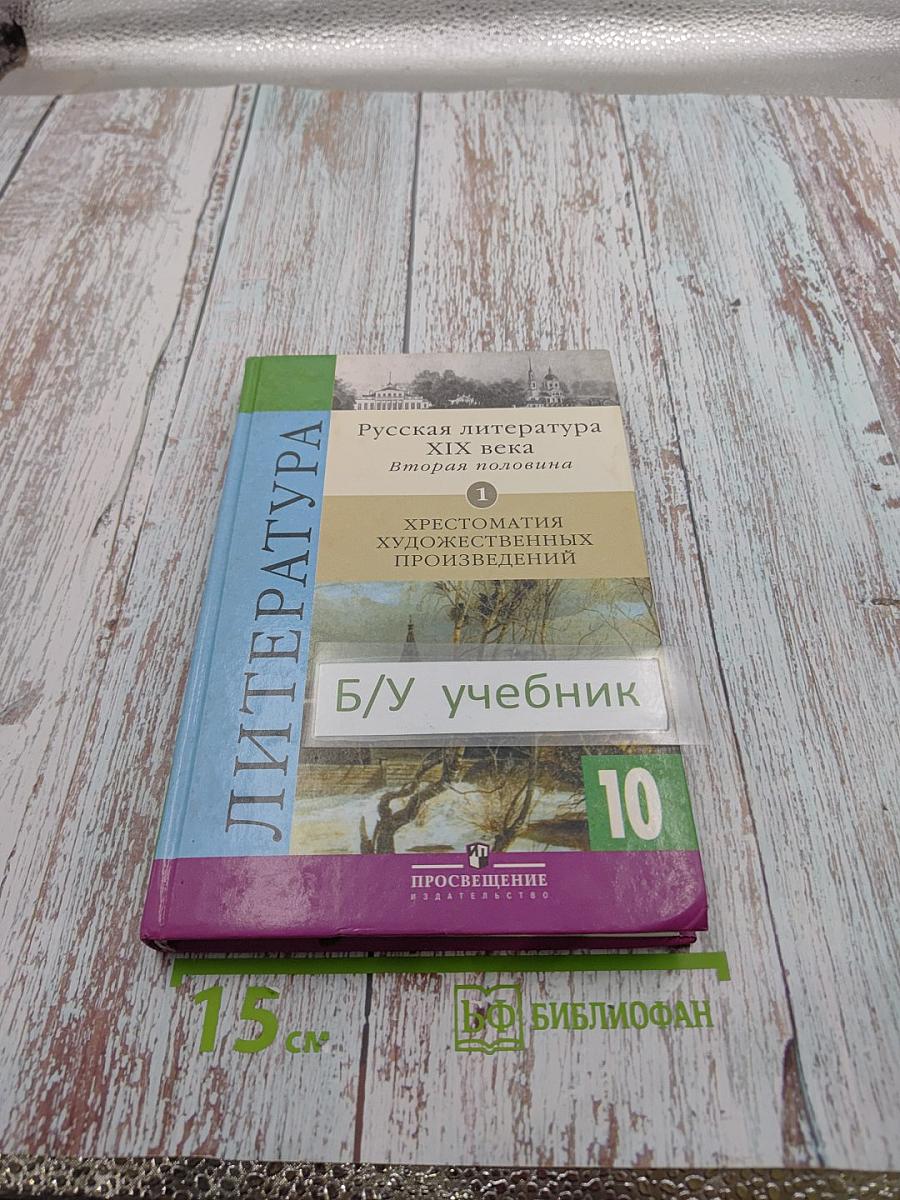 Русская литература
XIX века
Вторая половина
1
ХРЕСТОМАТИЯ
ХУДОЖЕСТВЕННЫХ
ПРОИЗВЕДЕНИЙ
ЛИТЕРАТУРА
Б/У учебник
10
ПРОСВЕЩЕНИЕ
ИЗДАТЕЛЬСТВО
15 см
БФ БИБЛИОФАН